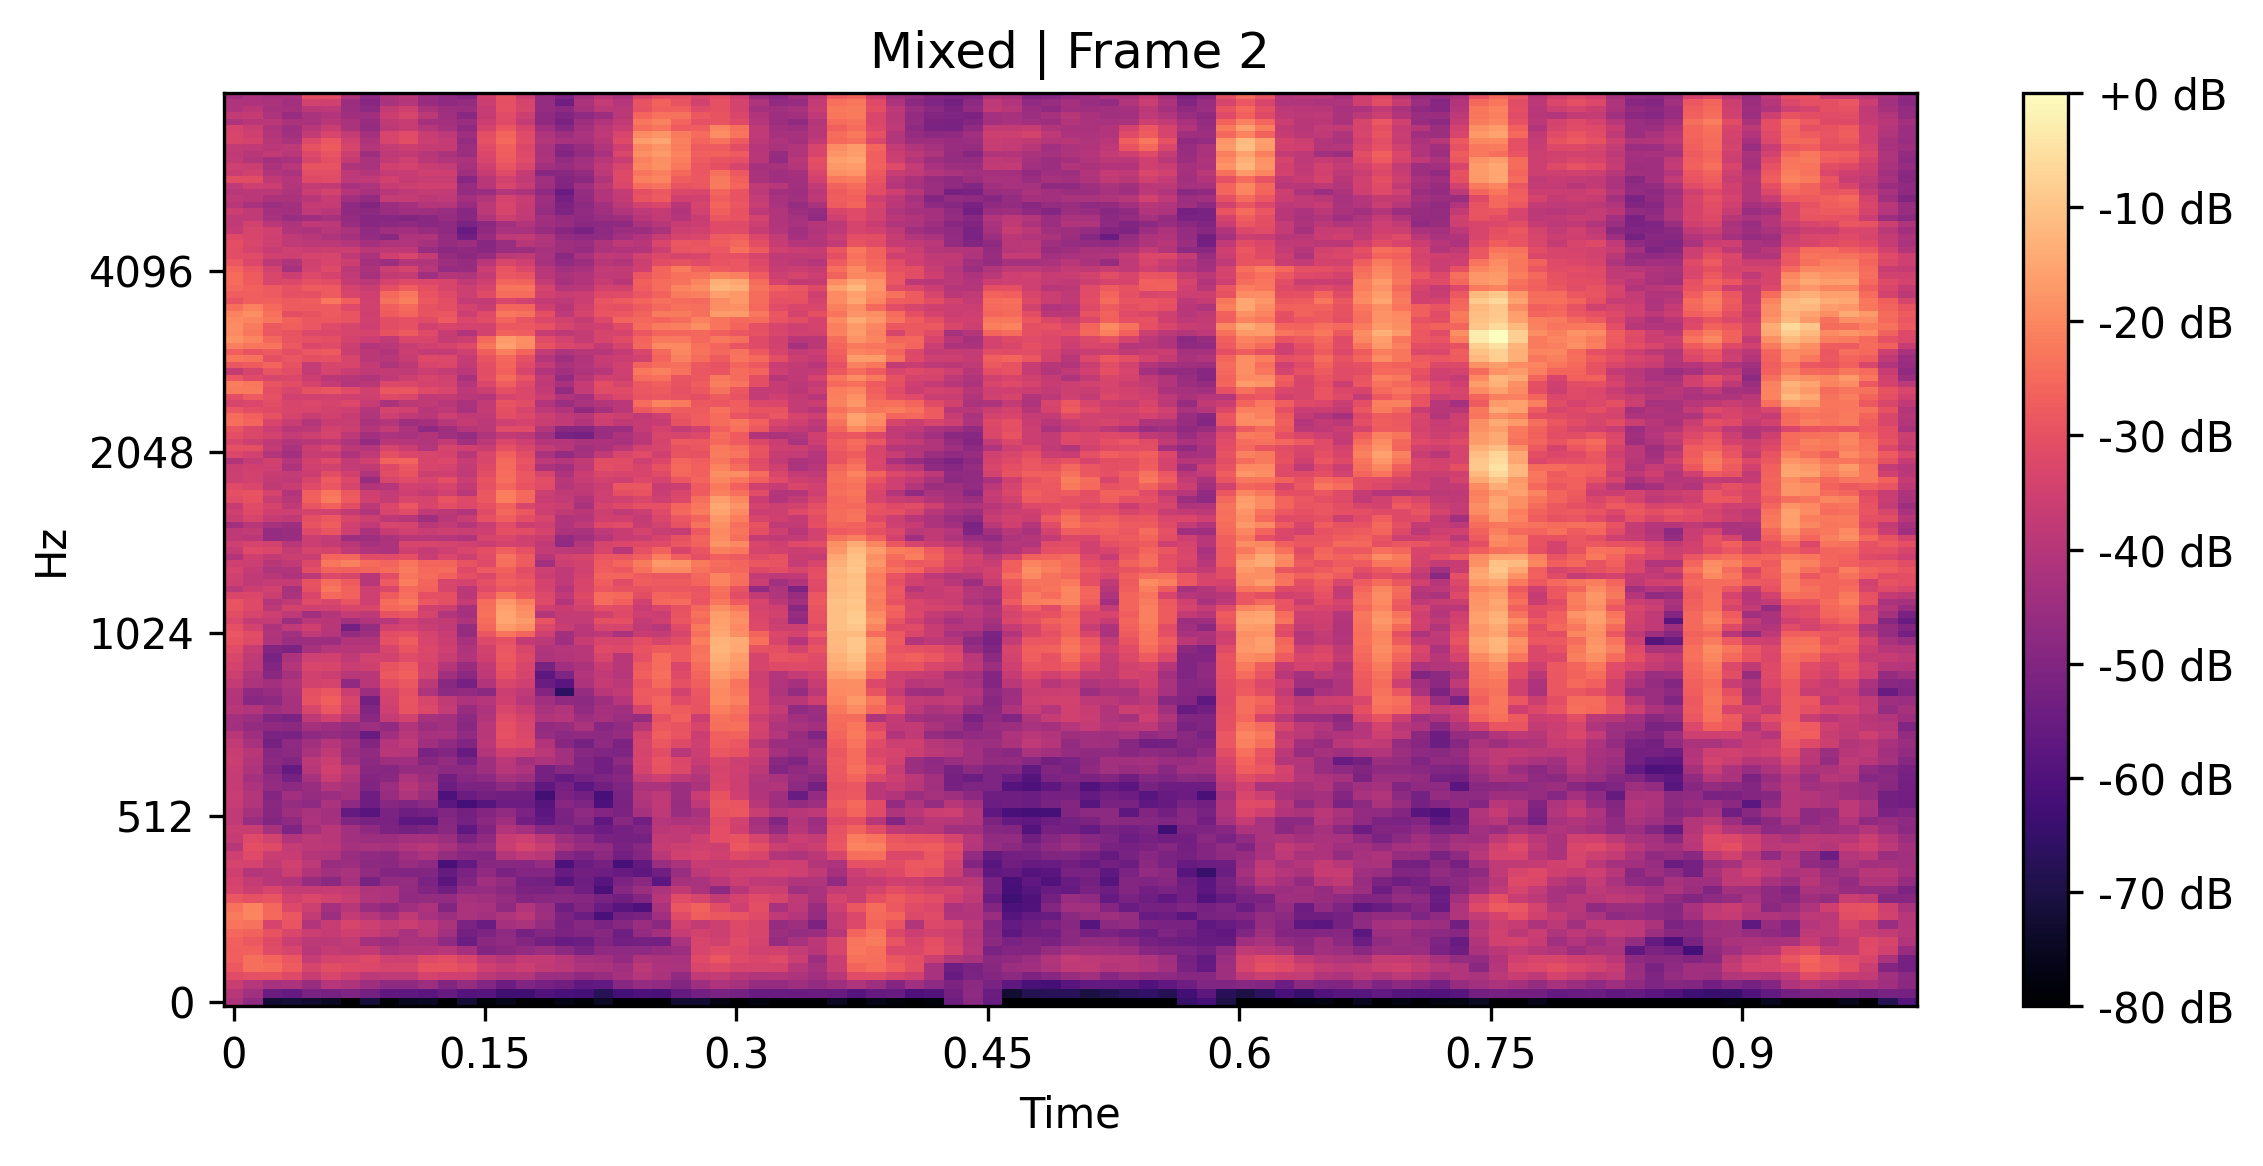 Mixed | Frame 2
+0 dB
-10 dB
-20 dB
-30 dB
-40 dB
-50 dB
-60 dB
-70 dB
-80 dB
Hz
4096
2048
1024
512
0
0 0.15 0.3 0.45 0.6 0.75 0.9
Time